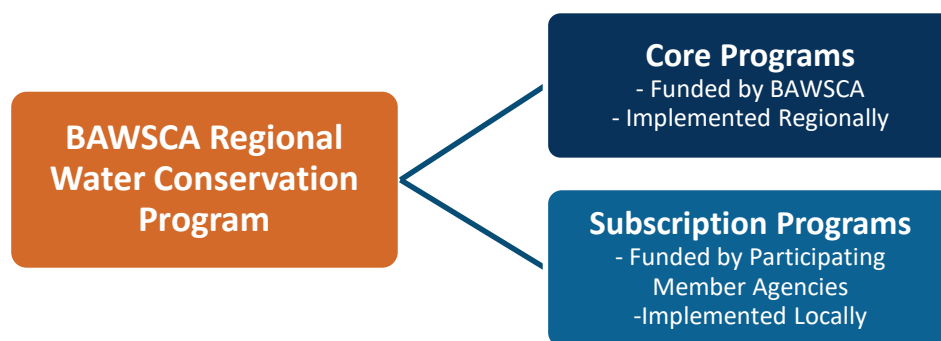 BAWSCA Regional
Water Conservation
Program
Core Programs
- Funded by BAWSCA
- Implemented Regionally
Subscription Programs
- Funded by Participating
Member Agencies
-Implemented Locally